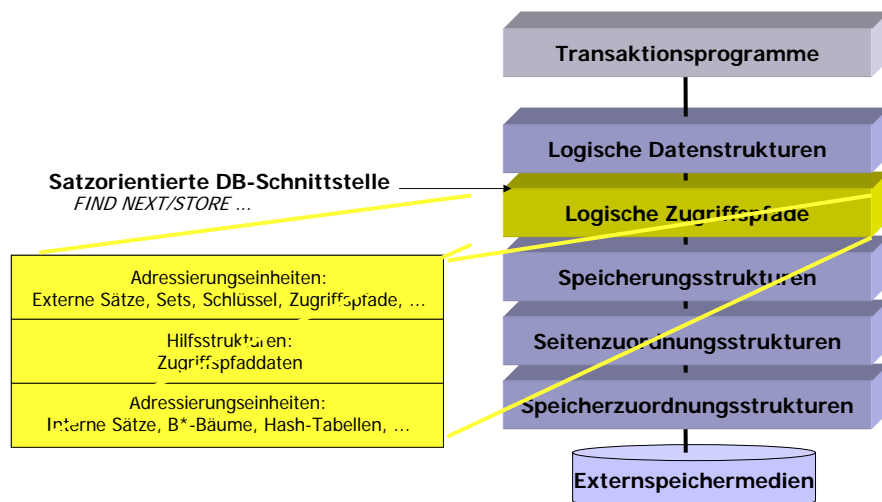 Transaktionsprogramme
Logische Datenstrukturen
Satzorientierte DB-Schnittstelle
FIND NEXT/STORE ...
Logische Zugriffspfade
Adressierungseinheiten:
Externe Sätze, Sets, Schlüssel, Zugriffspfade, ...
Hilfsstrukturen:
Zugriffspfaddaten
Adressierungseinheiten:
Interne Sätze, B*-Bäume, Hash-Tabellen, ...
Speicherungsstrukturen
Seitenzuordnungsstrukturen
Speicherzuordnungsstrukturen
Externspeichermedien